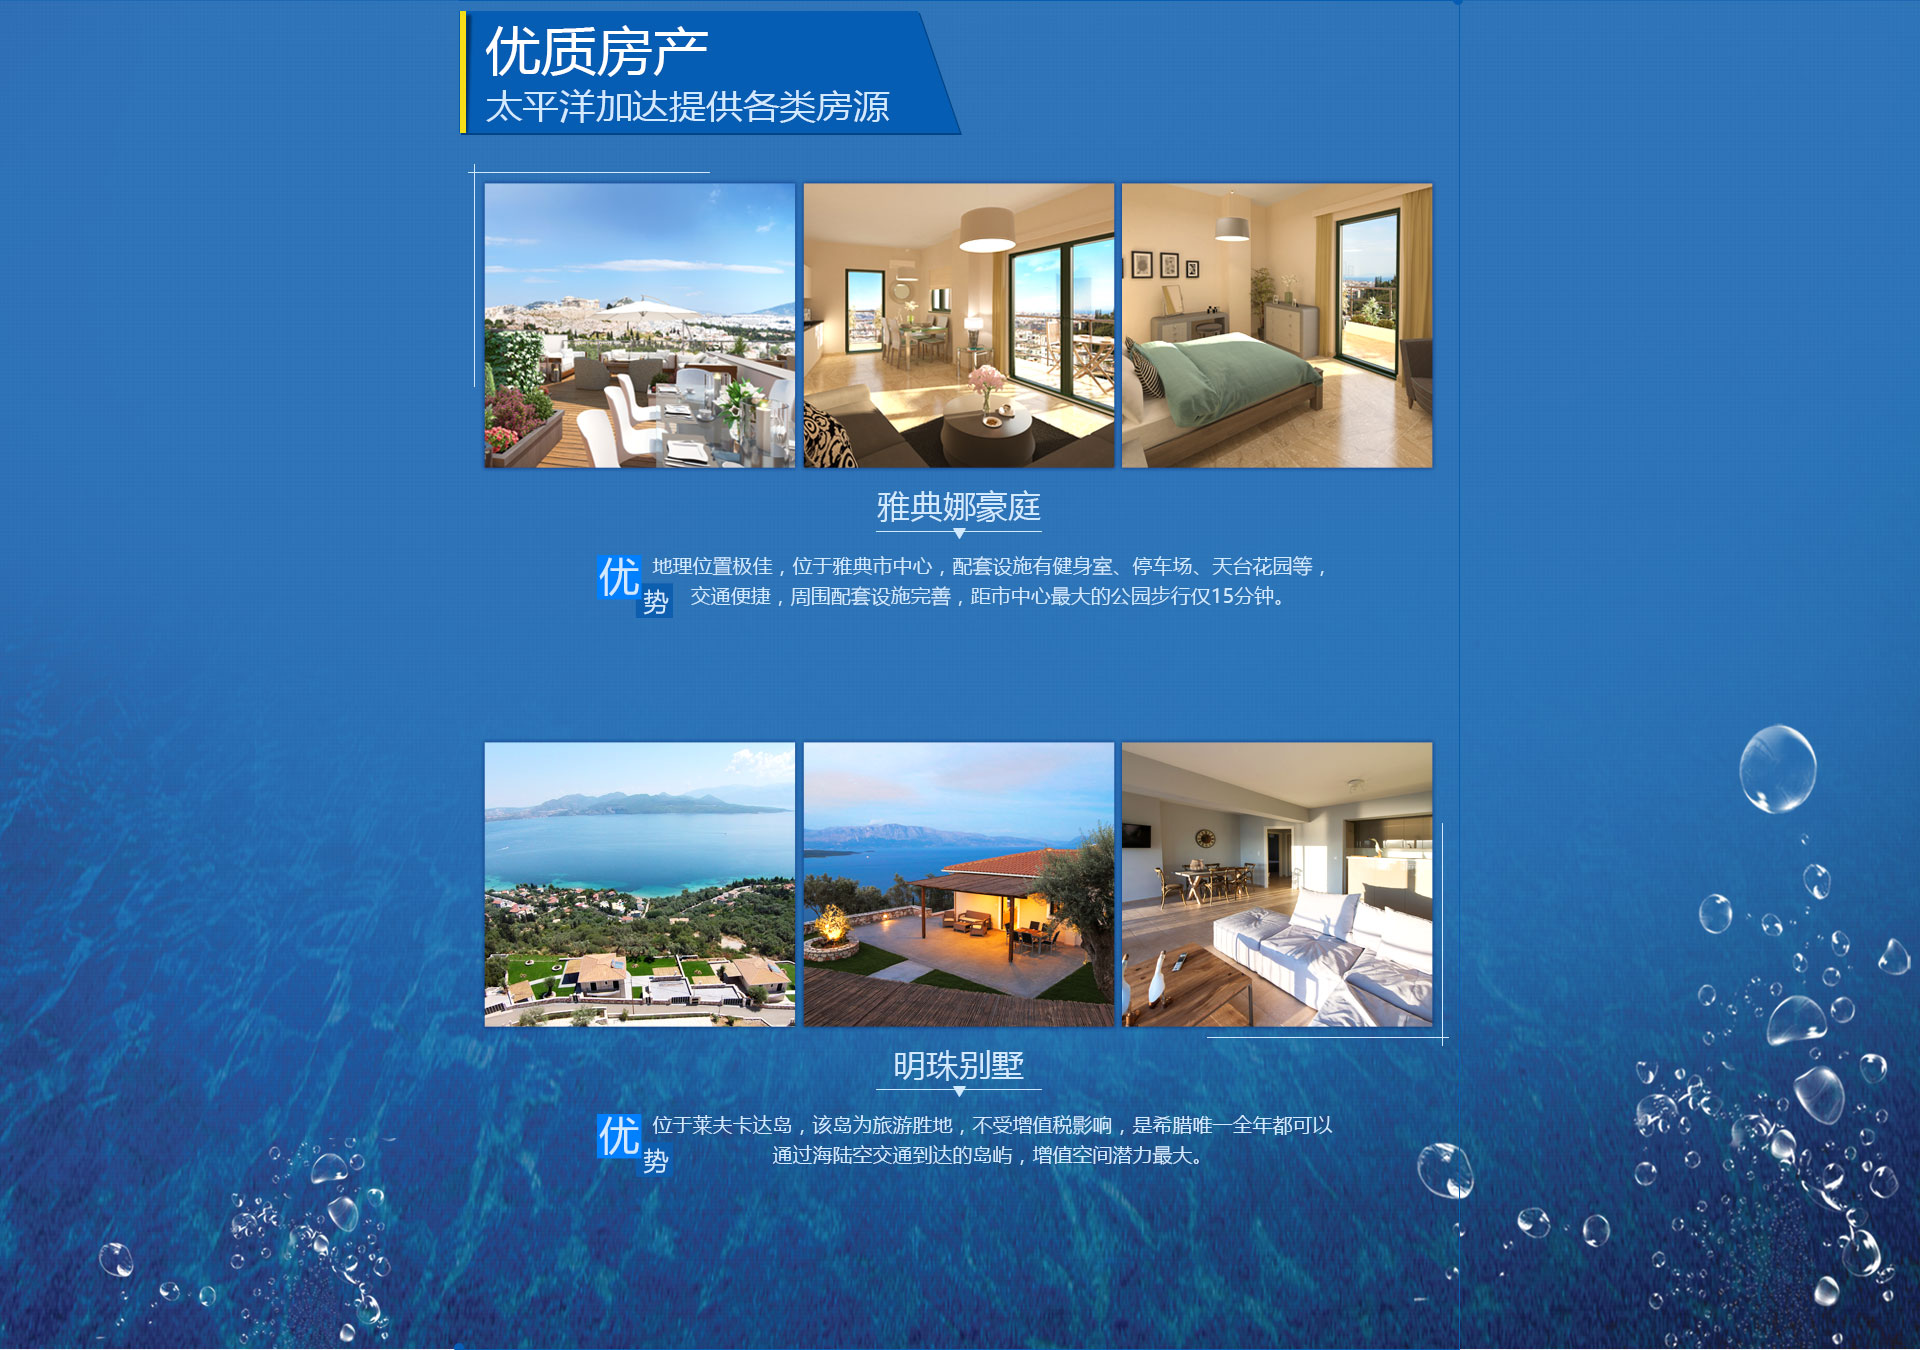 优质房产
太平洋加达提供各类房源
雅典娜豪庭
优势
地理位置极佳，位于雅典市中心，配套设施有健身室、停车场、天台花园等，
交通便捷，周围配套设施完善，距市中心最大的公园步行仅15分钟。
明珠别墅
优势
位于莱夫卡达岛，该岛为旅游胜地，不受增值税影响，是希腊唯一全年都可以
通过海陆空交通到达的岛屿，增值空间潜力最大。